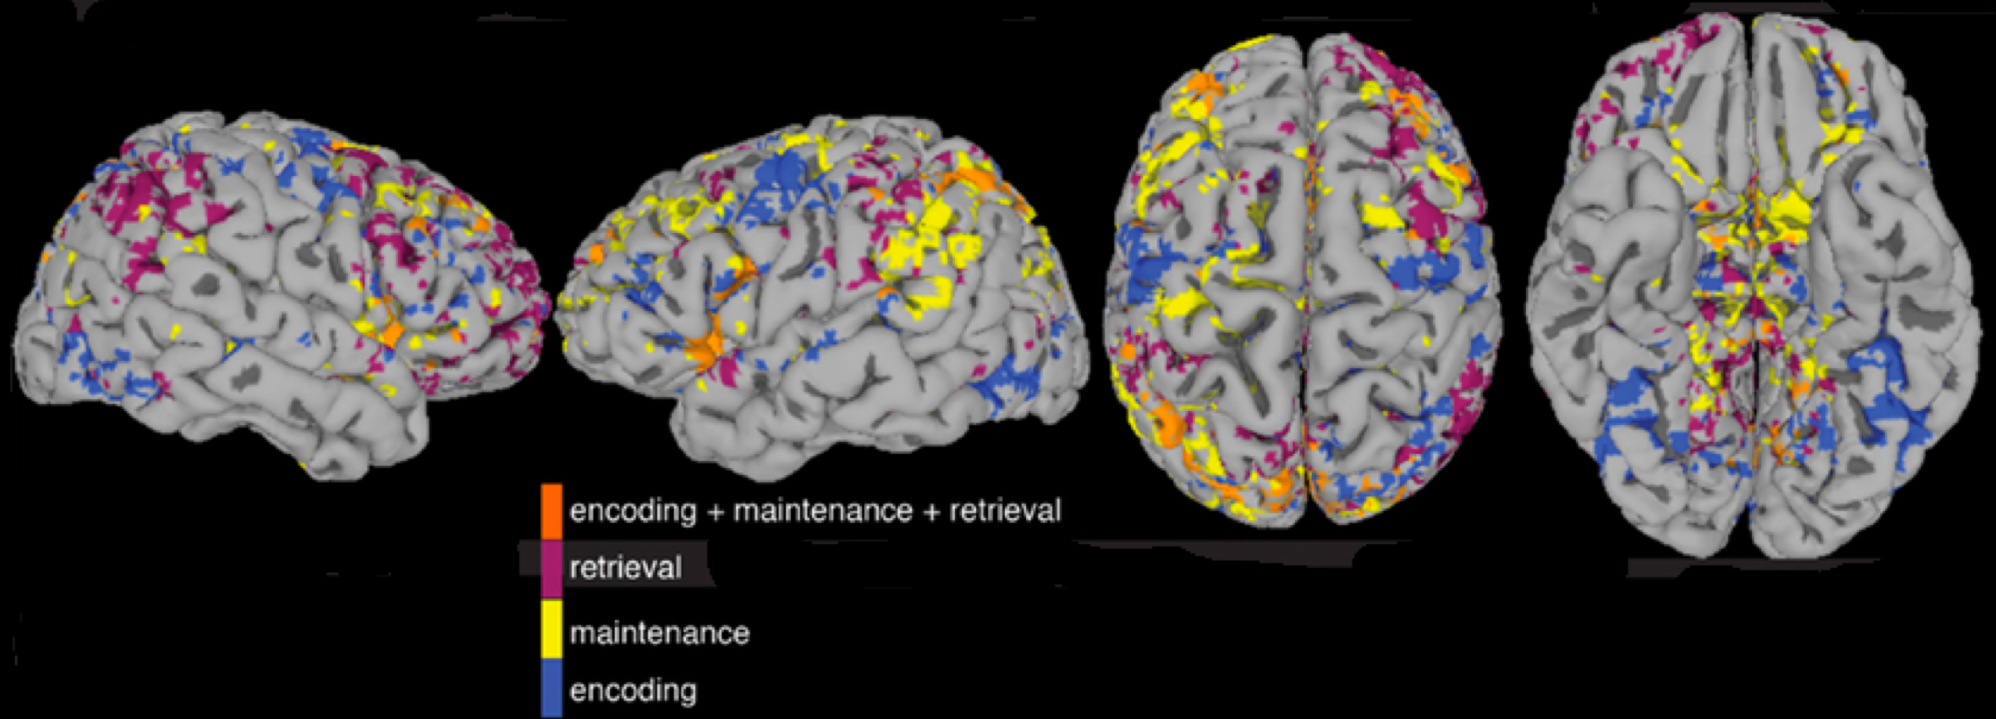 encoding + maintenance + retrieval
retrieval
maintenance
encoding